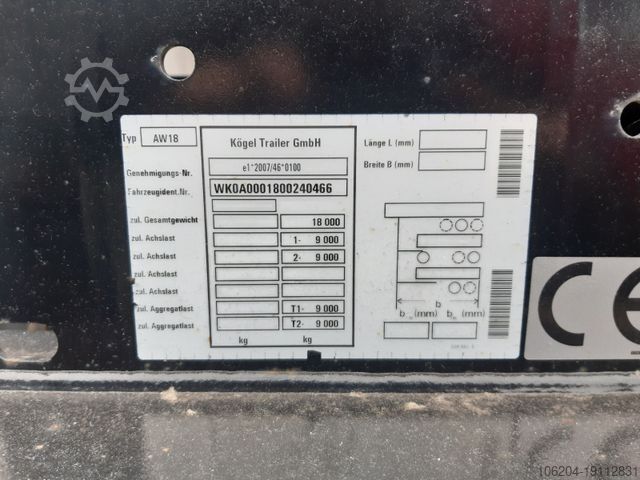 Typ AW18 Kögel Trailer GmbH Länge L (mm)
Breite B (mm)
Genehmigungs-Nr. e1*2007/46*0100
Fahrzeugident.Nr. WK0A0001800240466
zul. Gesamtgewicht 18 000
zul. Achslast 1- 9 000
zul. Achslast 2- 9 000
zul. Achslast
zul. Achslast
zul. Aggregatlast T1- 9 000
zul. Aggregatlast T2- 9 000
kg kg
b
b (mm) b (mm)
CE
106204-19112831